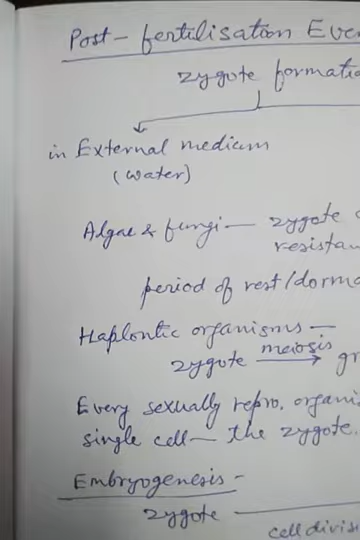 Post - fertilisation Eve
zygote formati
in External medium
(water)
Algae & fungi — zygote
resista
period of rest/dorma
Haplontic organisms —
zygote meiosis gr
Every sexually repro. organi
single cell — the zygote.
Embryogenesis -
zygote
cell divis